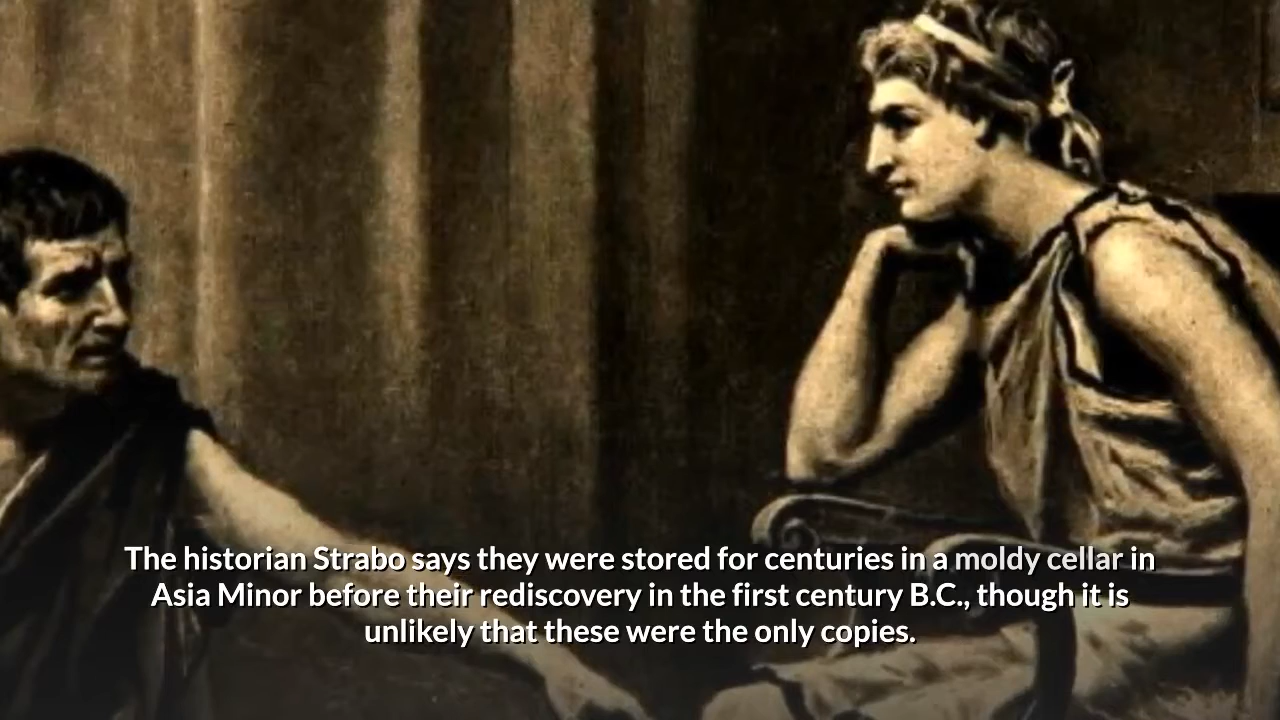 The historian Strabo says they were stored for centuries in a moldy cellar in
Asia Minor before their rediscovery in the first century B.C., though it is
unlikely that these were the only copies.